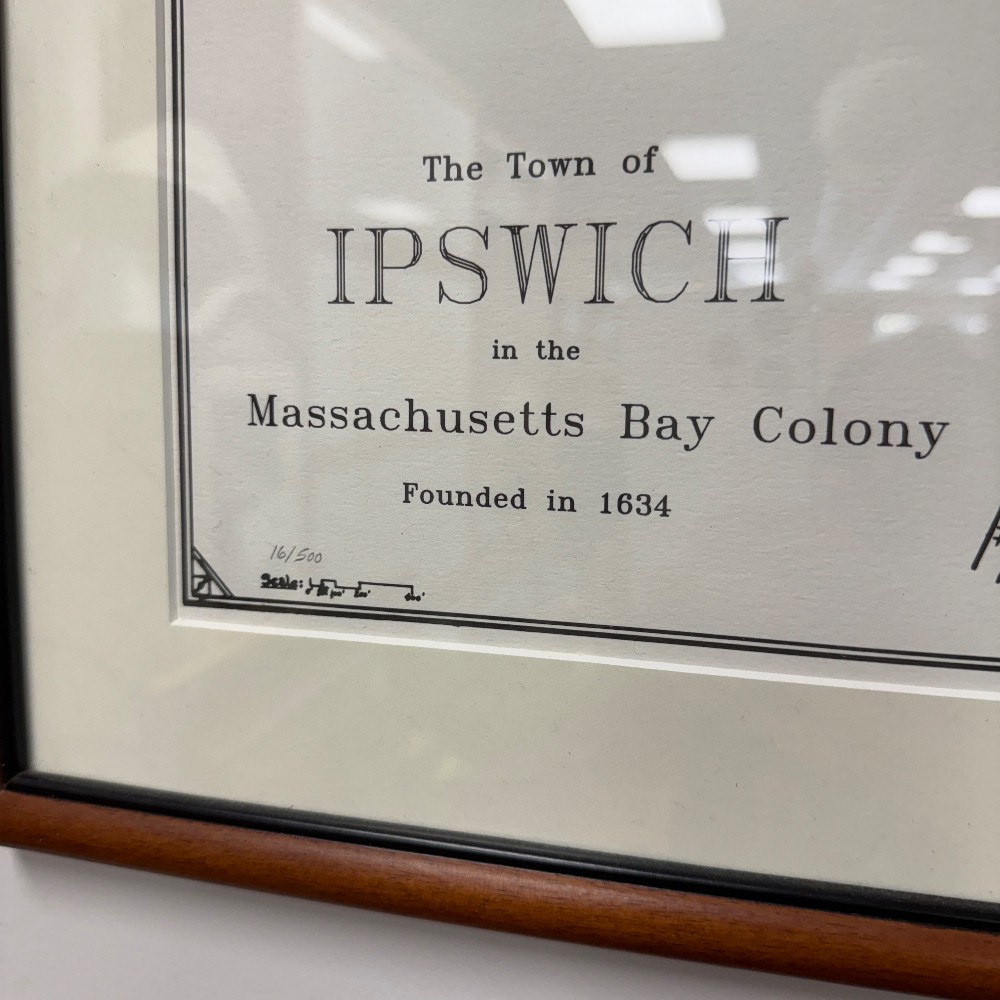 The Town of
IPSWICH
in the
Massachusetts Bay Colony
Founded in 1634
16/500
Scale: